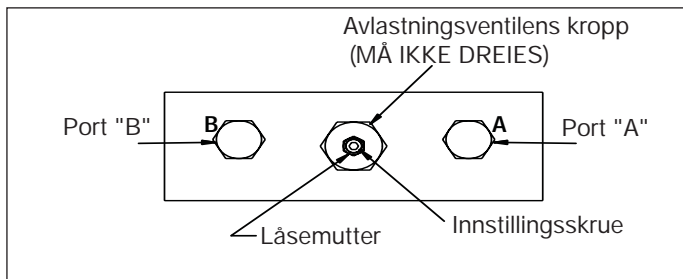 Avlastningsventilens kropp
(MÅ IKKE DREIES)
Port "B"
B
A
Port "A"
Låsemutter
Innstillingsskrue